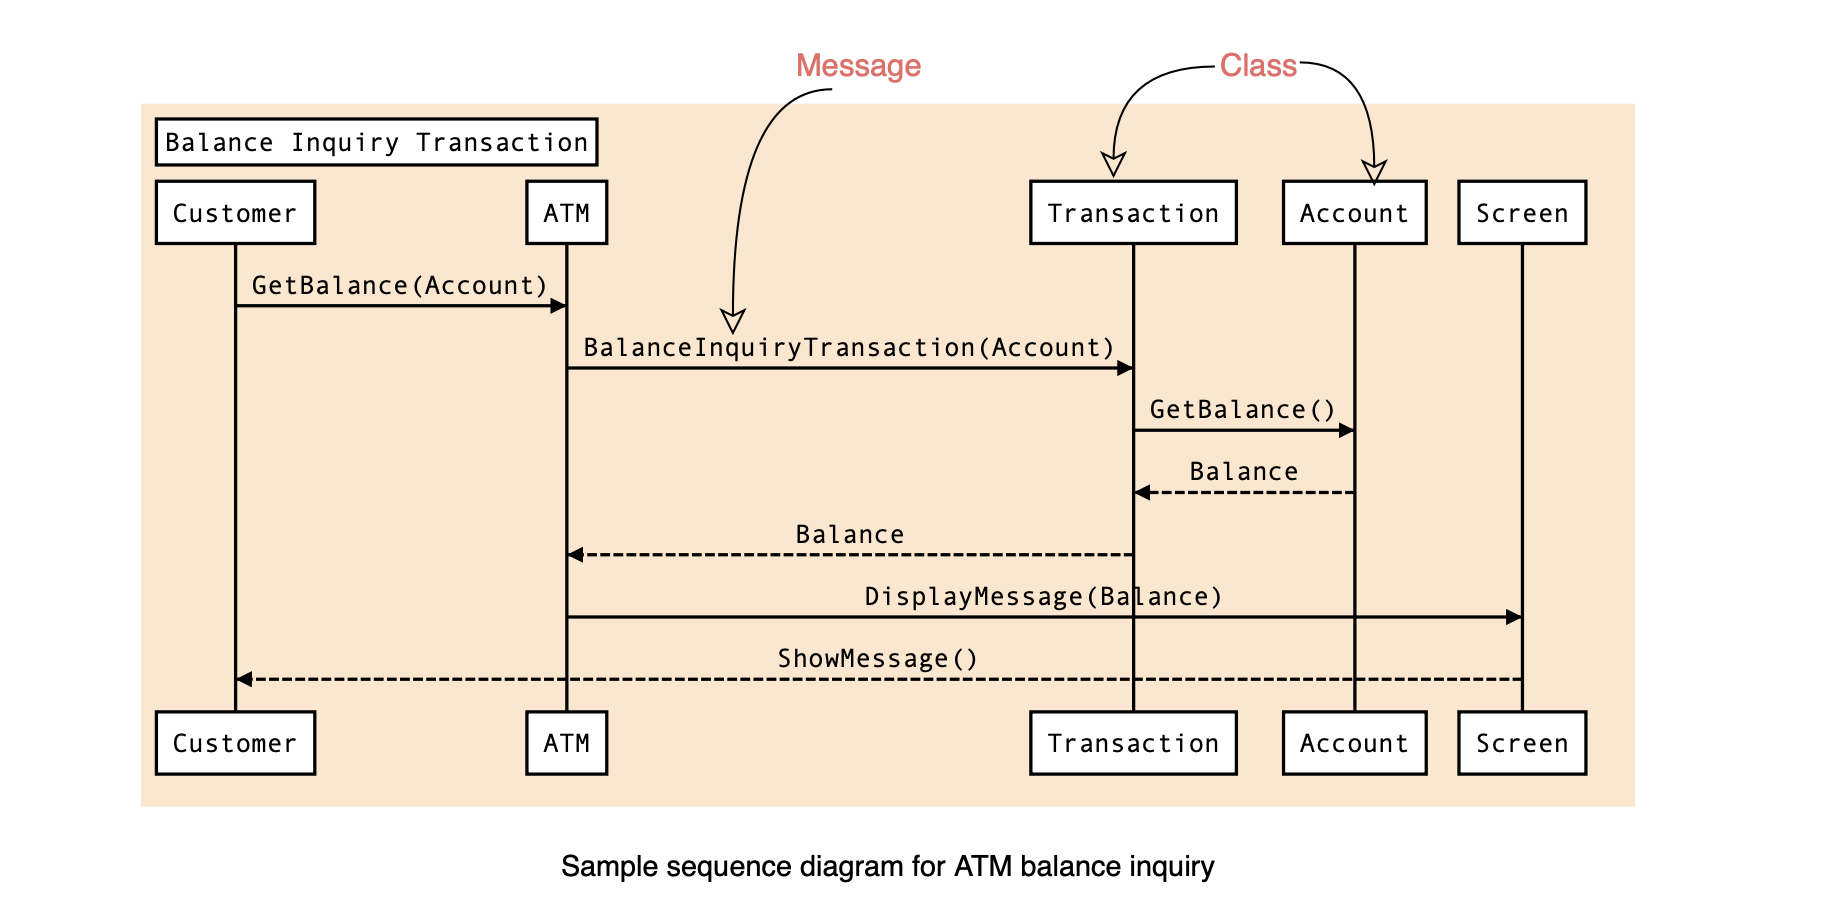 Message
Class
Balance Inquiry Transaction
Customer
ATM
Transaction
Account
Screen
GetBalance(Account)
BalanceInquiryTransaction(Account)
GetBalance()
Balance
Balance
DisplayMessage(Balance)
ShowMessage()
Customer
ATM
Transaction
Account
Screen
Sample sequence diagram for ATM balance inquiry